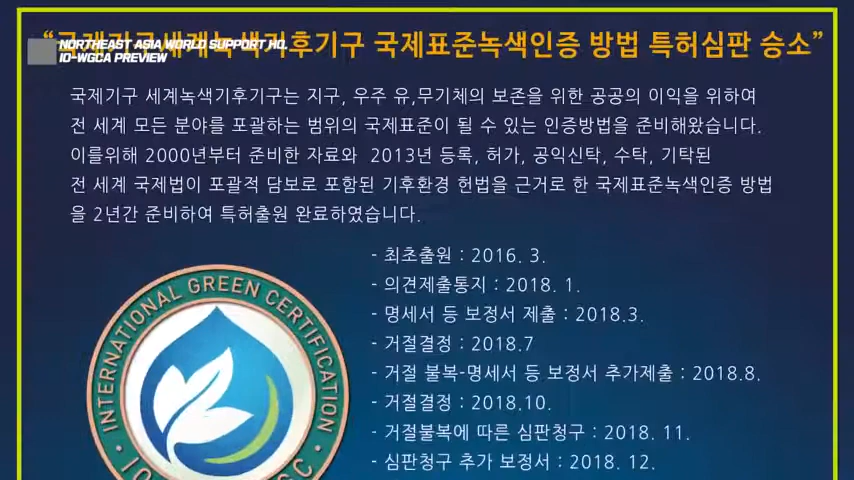 “국제기구세계녹색기후기구 국제표준녹색인증 방법 특허심판 승소”
NORTHEAST ASIA WORLD SUPPORT HQ.
IO-WGCA PREVIEW
국제기구 세계녹색기후기구는 지구, 우주 유,무기체의 보존을 위한 공공의 이익을 위하여
전 세계 모든 분야를 포괄하는 범위의 국제표준이 될 수 있는 인증방법을 준비해왔습니다.
이를위해 2000년부터 준비한 자료와 2013년 등록, 허가, 공익신탁, 수탁, 기탁된
전 세계 국제법이 포괄적 담보로 포함된 기후환경 헌법을 근거로 한 국제표준녹색인증 방법
을 2년간 준비하여 특허출원 완료하였습니다.
- 최초출원 : 2016. 3.
- 의견제출통지 : 2018. 1.
- 명세서 등 보정서 제출 : 2018.3.
- 거절결정 : 2018.7
- 거절 불복-명세서 등 보정서 추가제출 : 2018.8.
- 거절결정 : 2018.10.
- 거절불복에 따른 심판청구 : 2018. 11.
- 심판청구 추가 보정서 : 2018. 12.
INTERNATIONAL GREEN CERTIFICATION